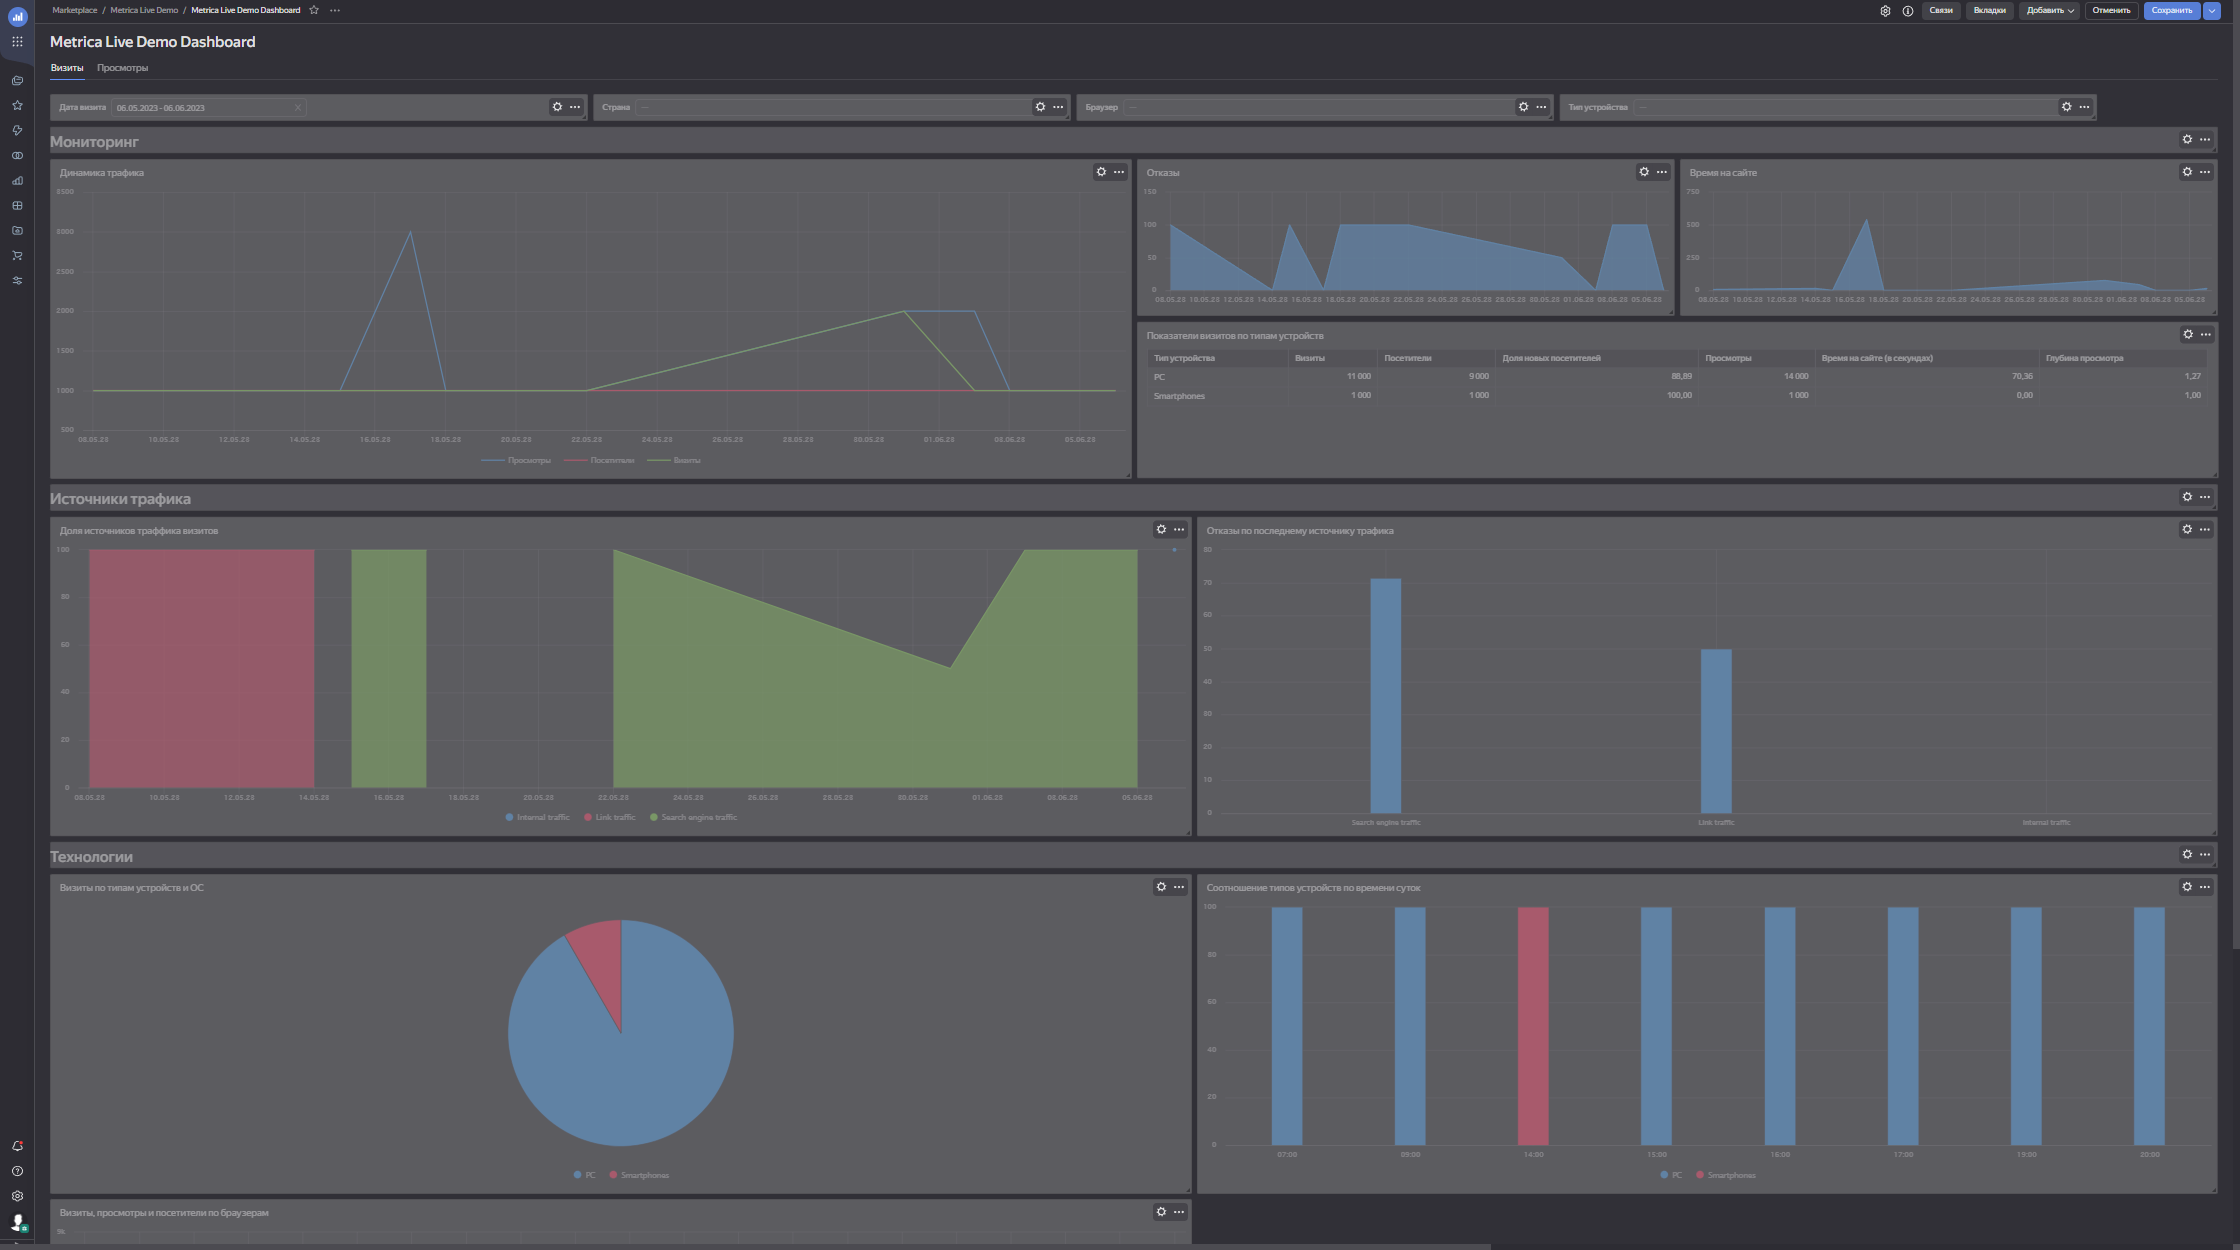 Marketplace / Metrica Live Demo / Metrica Live Demo Dashboard
Связи Вкладки Добавить Отменить Сохранить
Metrica Live Demo Dashboard
Визиты Просмотры
Дата визита 06.05.2023 - 06.06.2023 Страна — Браузер — Тип устройства —
Мониторинг
Динамика трафика
3500
3000
2500
2000
1500
1000
500
08.05.23 10.05.23 12.05.23 14.05.23 16.05.23 18.05.23 20.05.23 22.05.23 24.05.23 26.05.23 28.05.23 30.05.23 01.06.23 03.06.23 05.06.23
Просмотры Посетители Визиты
Отказы
150
100
50
0
08.05.23 10.05.23 12.05.23 14.05.23 16.05.23 18.05.23 20.05.23 22.05.23 24.05.23 26.05.23 28.05.23 30.05.23 01.06.23 03.06.23 05.06.23
Время на сайте
750
500
250
0
08.05.23 10.05.23 12.05.23 14.05.23 16.05.23 18.05.23 20.05.23 22.05.23 24.05.23 26.05.23 28.05.23 30.05.23 01.06.23 03.06.23 05.06.23
Показатели визитов по типам устройств
Тип устройства Визиты Посетители Доля новых посетителей Просмотры Время на сайте (в секундах) Глубина просмотра
PC 11 000 9 000 88,89 14 000 70,36 1,27
Smartphones 1 000 1 000 100,00 1 000 0,00 1,00
Источники трафика
Доля источников траффика визитов
100
80
60
40
20
0
08.05.23 10.05.23 12.05.23 14.05.23 16.05.23 18.05.23 20.05.23 22.05.23 24.05.23 26.05.23 28.05.23 30.05.23 01.06.23 03.06.23 05.06.23
Internal traffic Link traffic Search engine traffic
Отказы по последнему источнику трафика
80
70
60
50
40
30
20
10
0
Search engine traffic Link traffic Internal traffic
Технологии
Визиты по типам устройств и ОС
PC Smartphones
Соотношение типов устройств по времени суток
100
80
60
40
20
0
07:00 09:00 14:00 15:00 16:00 17:00 19:00 20:00
PC Smartphones
Визиты, просмотры и посетители по браузерам